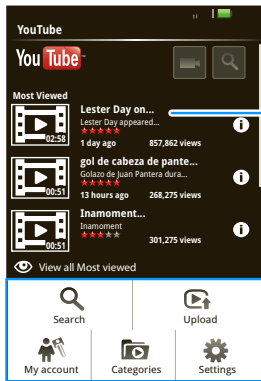 YouTube
You Tube™
Most Viewed
Lester Day on...
Lester Day appeared...
02:58
1 day ago 857,862 views
gol de cabeza de pante...
Golazo de Juan Pantera dura...
00:51
13 hours ago 268,275 views
Inamoment...
Inamoment
00:51
301,275 views
View all Most viewed
Search Upload
My account Categories Settings